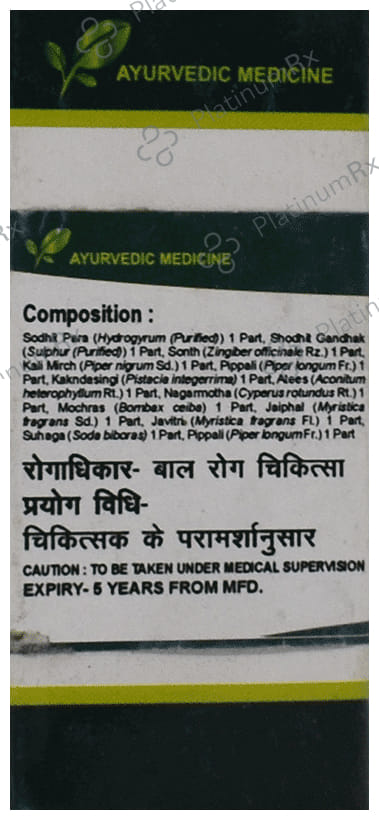 AYURVEDIC MEDICINE
AYURVEDIC MEDICINE
Composition :
Sodhit Para (Hydrogyrum (Purified)) 1 Part, Shodhit Gandhak
(Sulphur (Purified)) 1 Part, Sonth (Zingiber officinale Rz.) 1 Part,
Kali Mirch (Piper nigrum Sd.) 1 Part, Pippali (Piper longum Fr.) 1
Part, Kakndasingi (Pistacia integerrima) 1 Part, Atees (Aconitum
heterophyllum Rt.) 1 Part, Nagarmotha (Cyperus rotundus Rt.) 1
Part, Mochras (Bombax ceiba) 1 Part, Jaiphal (Myristica
fragrans Sd.) 1 Part, Javitri (Myristica fragrans Fl.) 1 Part,
Suhaga (Soda biboras) 1 Part, Pippali (Piper longum Fr.) 1 Part
रोगाधिकार- बाल रोग चिकित्सा
प्रयोग विधि-
चिकित्सक के परामर्शानुसार
CAUTION : TO BE TAKEN UNDER MEDICAL SUPERVISION
EXPIRY- 5 YEARS FROM MFD.
PlatinumRx
PlatinumRx